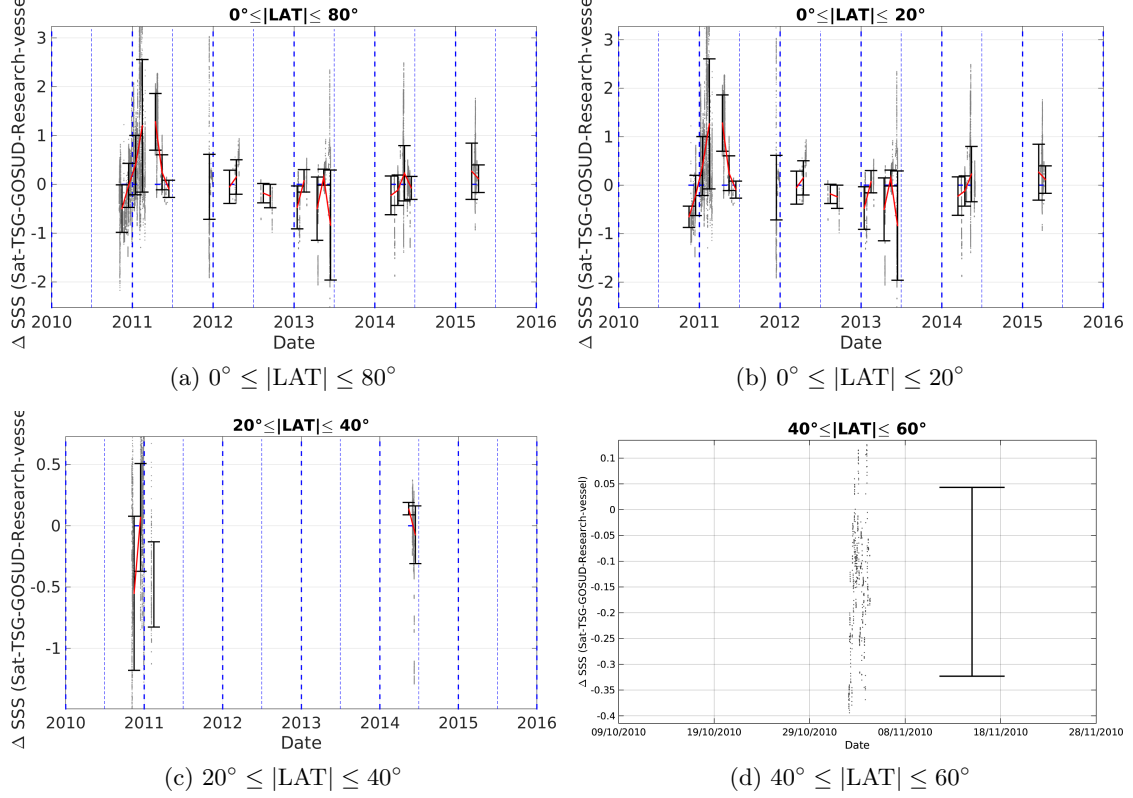 0°≤|LAT|≤ 80°
Δ SSS (Sat-TSG-GOSUD-Research-vesse
3
2
1
0
-1
-2
2010 2011 2012 2013 2014 2015 2016
Date
(a) 0° ≤ |LAT| ≤ 80°
0°≤|LAT|≤ 20°
Δ SSS (Sat-TSG-GOSUD-Research-vesse
3
2
1
0
-1
-2
2010 2011 2012 2013 2014 2015 2016
Date
(b) 0° ≤ |LAT| ≤ 20°
20°≤|LAT|≤ 40°
Δ SSS (Sat-TSG-GOSUD-Research-vesse
0.5
0
-0.5
-1
2010 2011 2012 2013 2014 2015 2016
Date
(c) 20° ≤ |LAT| ≤ 40°
40°≤|LAT|≤ 60°
Δ SSS (Sat-TSG-GOSUD-Research-vessel)
0.1
0.05
0
-0.05
-0.1
-0.15
-0.2
-0.25
-0.3
-0.35
-0.4
09/10/2010 19/10/2010 29/10/2010 08/11/2010 18/11/2010 28/11/2010
Date
(d) 40° ≤ |LAT| ≤ 60°